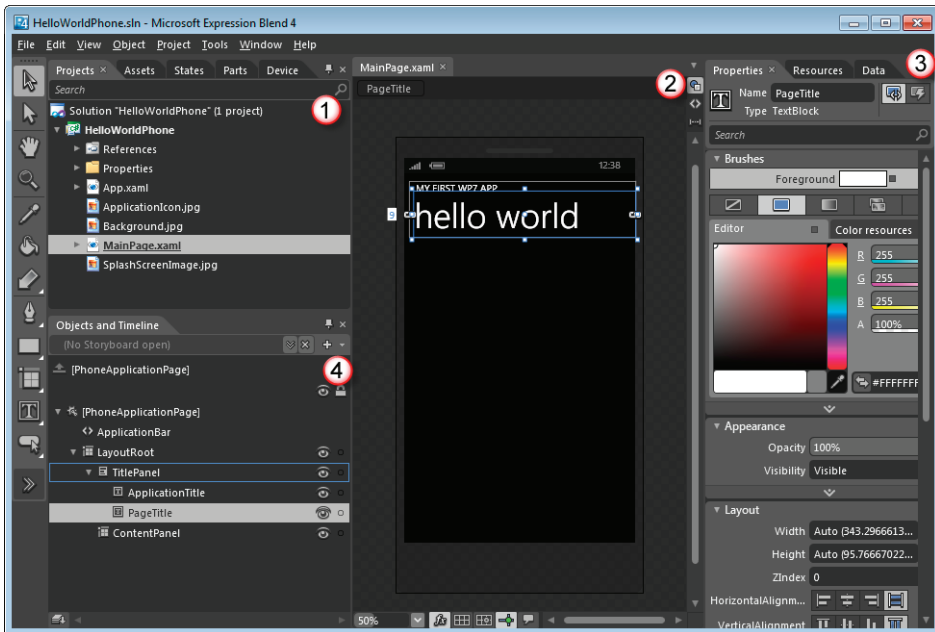 HelloWorldPhone.sln - Microsoft Expression Blend 4
File Edit View Object Project Tools Window Help
Projects Assets States Parts Device
Search
1
Solution "HelloWorldPhone" (1 project)
HelloWorldPhone
References
Properties
App.xaml
ApplicationIcon.jpg
Background.jpg
MainPage.xaml
SplashScreenImage.jpg
Objects and Timeline
(No Storyboard open)
4
[PhoneApplicationPage]
[PhoneApplicationPage]
ApplicationBar
LayoutRoot
TitlePanel
ApplicationTitle
PageTitle
ContentPanel
MainPage.xaml
PageTitle
2
12:38
MY FIRST WP7 APP
9
hello world
50%
fx
Properties Resources Data
3
Name PageTitle
Type TextBlock
Search
Brushes
Foreground
Editor Color resources
R 255
G 255
B 255
A 100%
#FFFFFFF
Appearance
Opacity 100%
Visibility Visible
Layout
Width Auto (343.2966613...
Height Auto (95.76667022...
ZIndex 0
HorizontalAlignm...
VerticalAlignment